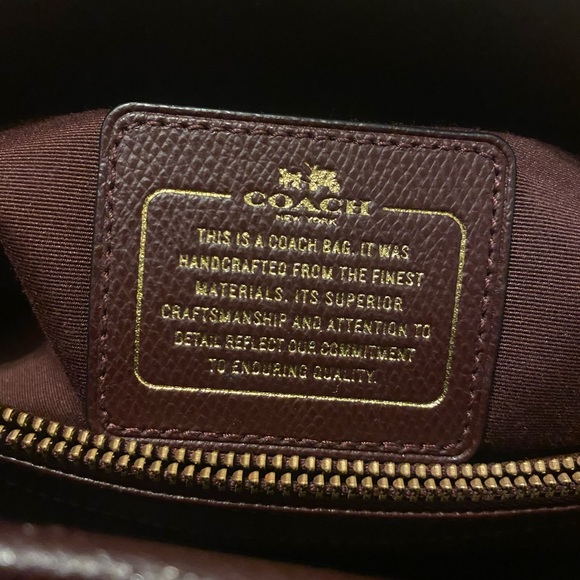 COACH
NEW YORK
THIS IS A COACH BAG. IT WAS
HANDCRAFTED FROM THE FINEST
MATERIALS. ITS SUPERIOR
CRAFTSMANSHIP AND ATTENTION TO
DETAIL REFLECT OUR COMMITMENT
TO ENDURING QUALITY.